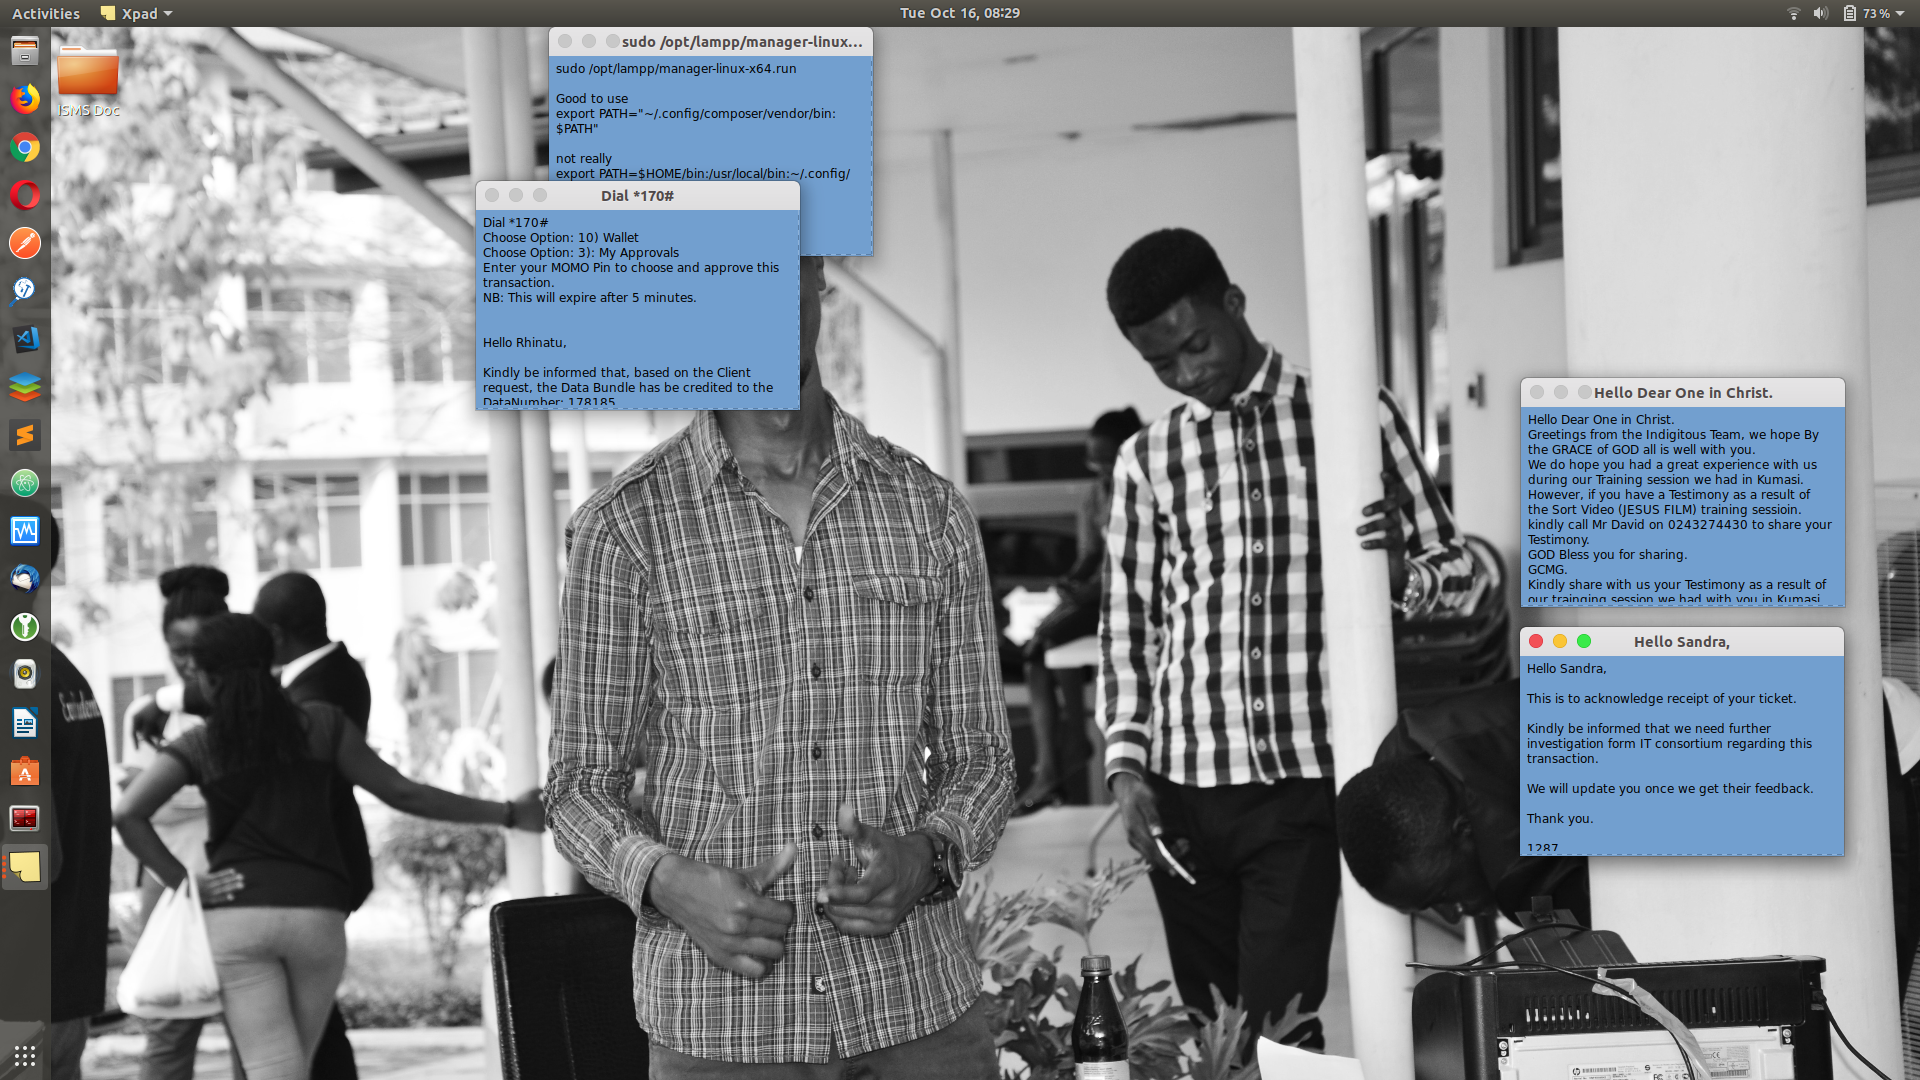 Activities
Xpad
Tue Oct 16, 08:29
73 %
ISMS Doc
sudo /opt/lampp/manager-linux...
sudo /opt/lampp/manager-linux-x64.run
Good to use
export PATH="~/.config/composer/vendor/bin:
$PATH"
not really
export PATH=$HOME/bin:/usr/local/bin:~/.config/
Dial *170#
Dial *170#
Choose Option: 10) Wallet
Choose Option: 3): My Approvals
Enter your MOMO Pin to choose and approve this
transaction.
NB: This will expire after 5 minutes.
Hello Rhinatu,
Kindly be informed that, based on the Client
request, the Data Bundle has be credited to the
DataNumber: 178185
Hello Dear One in Christ.
Hello Dear One in Christ.
Greetings from the Indigitous Team, we hope By
the GRACE of GOD all is well with you.
We do hope you had a great experience with us
during our Training session we had in Kumasi.
However, if you have a Testimony as a result of
the Sort Video (JESUS FILM) training sessioin.
kindly call Mr David on 0243274430 to share your
Testimony.
GOD Bless you for sharing.
GCMG.
Kindly share with us your Testimony as a result of
our trainging session we had with you in Kumasi
Hello Sandra,
Hello Sandra,
This is to acknowledge receipt of your ticket.
Kindly be informed that we need further
investigation form IT consortium regarding this
transaction.
We will update you once we get their feedback.
Thank you.
1287